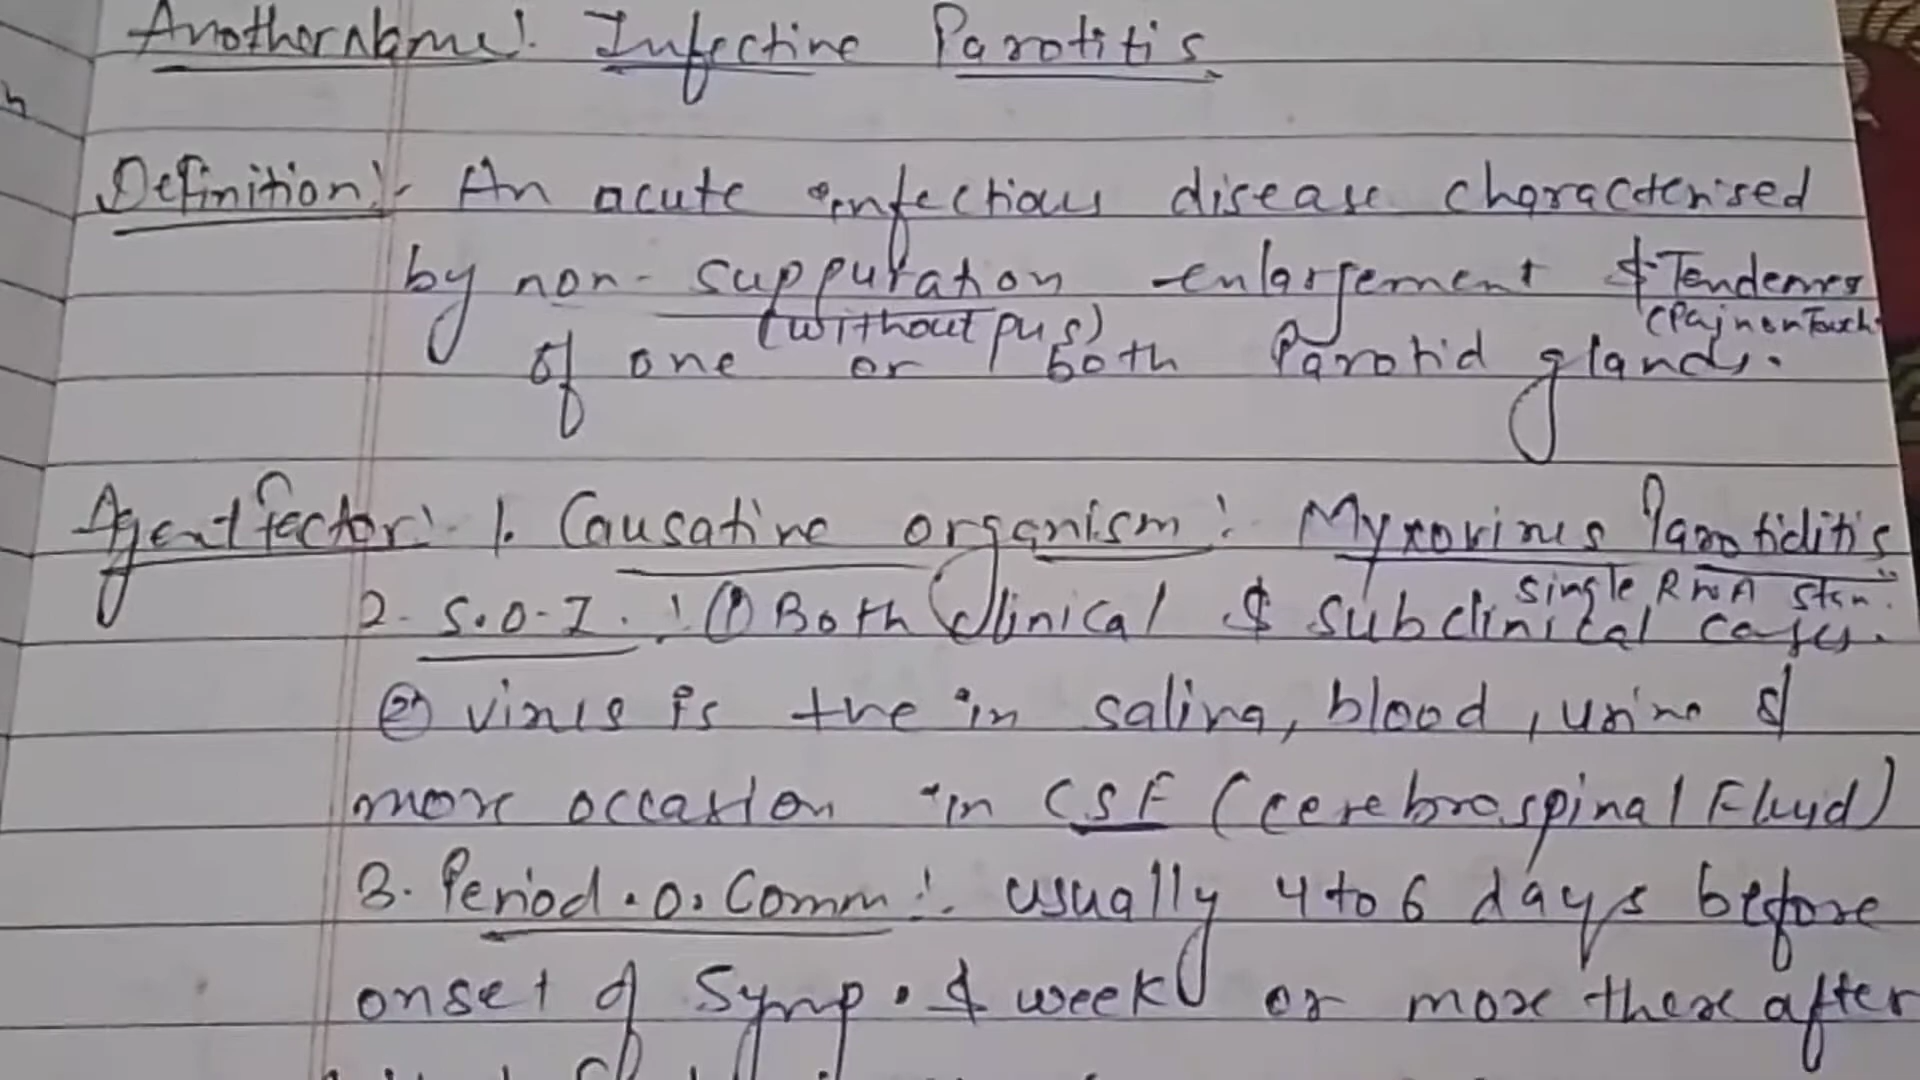 Another Name:- Infective Parotitis
Definition:- An acute infectious disease characterised
by non-suppuration enlargement & Tenderness
(without pus) (Pain on Touch
of one or both Parotid glands.
Agent factor:- 1. Causative organism:- Myxovirus Parotiditis
Single RNA
2. S.O.I.:- ① Both Clinical & subclinical cases.
② virus is the in saliva, blood, urine &
more occasion in CSF (cerebrospinal Fluid)
3. Period.o.Comm:- usually 4 to 6 days before
onset of Symp. & week or more there after